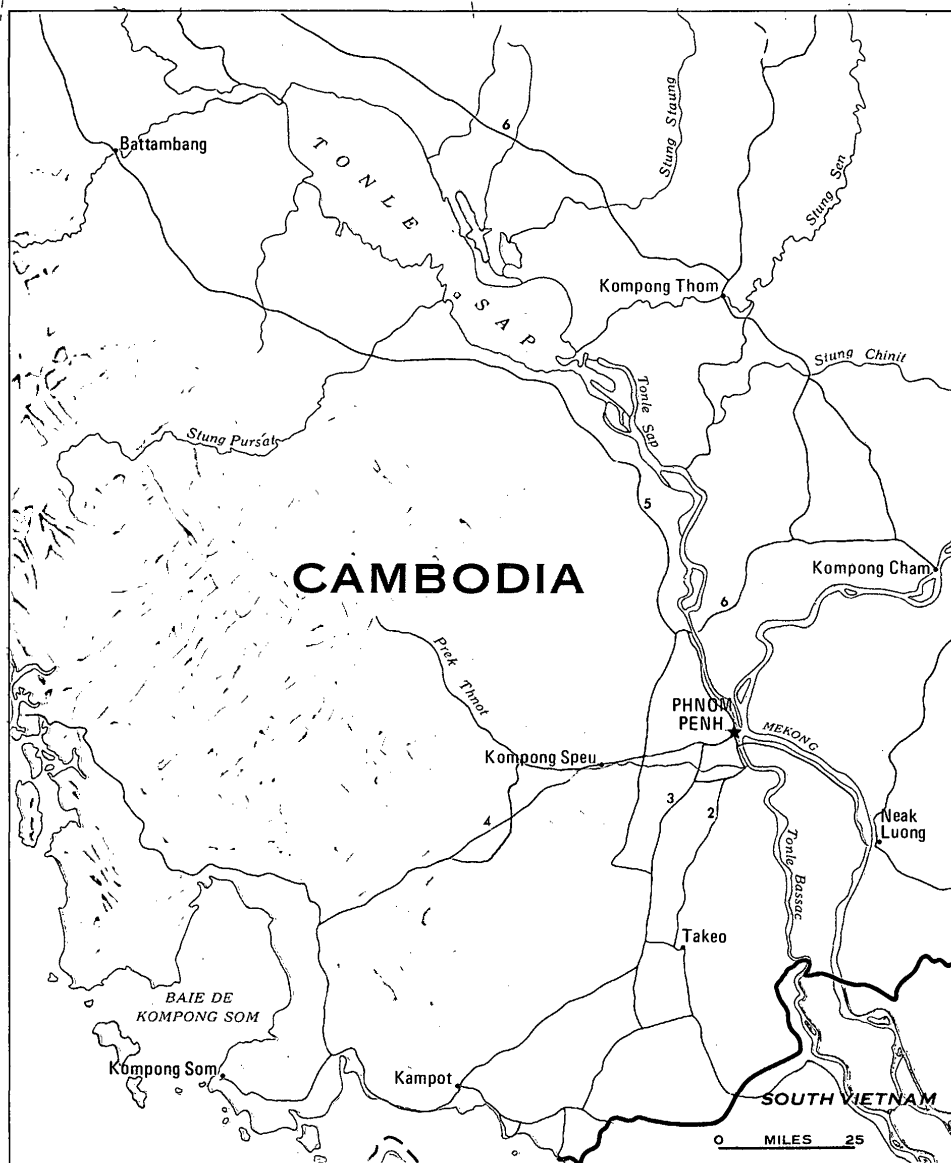 Battambang
TONLE SAP
6
Stung Staung
Stung Sen
Kompong Thom
Stung Chinit
Tonle Sap
Stung Pursat
5
CAMBODIA
Kompong Cham
6
Prek Thnot
PHNOM
PENH
MEKONG
Kompong Speu
4
3
2
Neak
Luong
Tonle Bassac
Takeo
BAIE DE
KOMPONG SOM
Kompong Som
Kampot
SOUTH VIETNAM
0 MILES 25